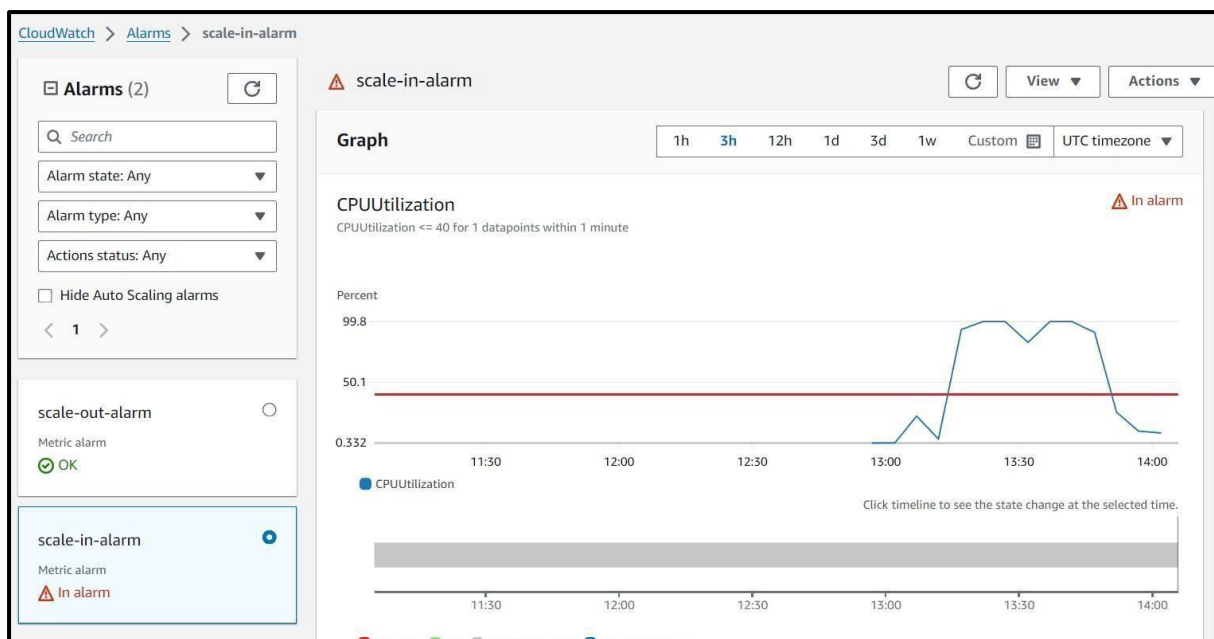 CloudWatch > Alarms > scale-in-alarm
Alarms (2)
Search
Alarm state: Any
Alarm type: Any
Actions status: Any
Hide Auto Scaling alarms
< 1 >
scale-out-alarm
Metric alarm
OK
scale-in-alarm
Metric alarm
In alarm
scale-in-alarm
View
Actions
Graph
1h 3h 12h 1d 3d 1w Custom UTC timezone
CPUUtilization
In alarm
CPUUtilization <= 40 for 1 datapoints within 1 minute
Percent
99.8
50.1
0.332
11:30 12:00 12:30 13:00 13:30 14:00
CPUUtilization
Click timeline to see the state change at the selected time.
11:30 12:00 12:30 13:00 13:30 14:00